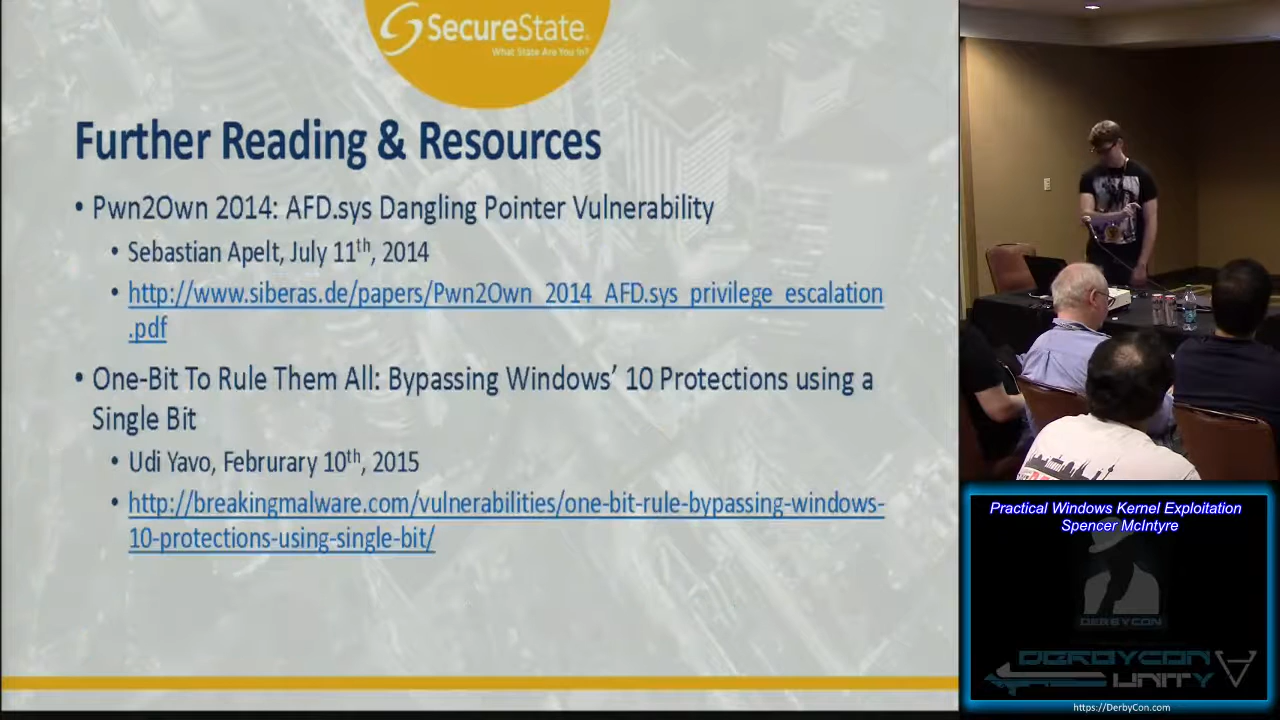 SecureState
What State Are You In?
Further Reading & Resources
• Pwn2Own 2014: AFD.sys Dangling Pointer Vulnerability
• Sebastian Apelt, July 11th, 2014
• http://www.siberas.de/papers/Pwn2Own_2014_AFD.sys_privilege_escalation
.pdf
• One-Bit To Rule Them All: Bypassing Windows’ 10 Protections using a
Single Bit
• Udi Yavo, Februrary 10th, 2015
• http://breakingmalware.com/vulnerabilities/one-bit-rule-bypassing-windows-
10-protections-using-single-bit/
Practical Windows Kernel Exploitation
Spencer McIntyre
DERBYCON
DERBYCON
UNITY
https://DerbyCon.com